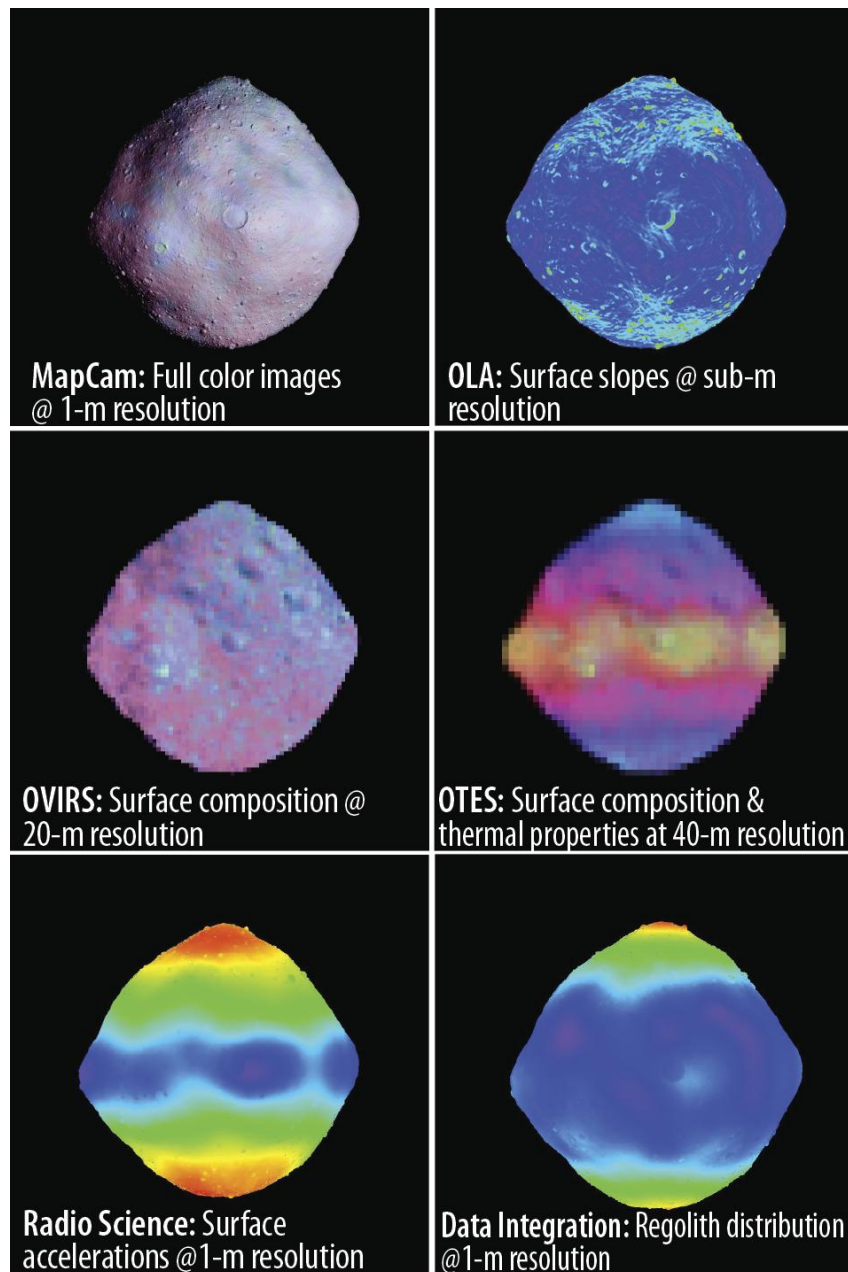 MapCam: Full color images
@ 1-m resolution
OLA: Surface slopes @ sub-m
resolution
OVIRS: Surface composition @
20-m resolution
OTES: Surface composition &
thermal properties at 40-m resolution
Radio Science: Surface
accelerations @1-m resolution
Data Integration: Regolith distribution
@1-m resolution